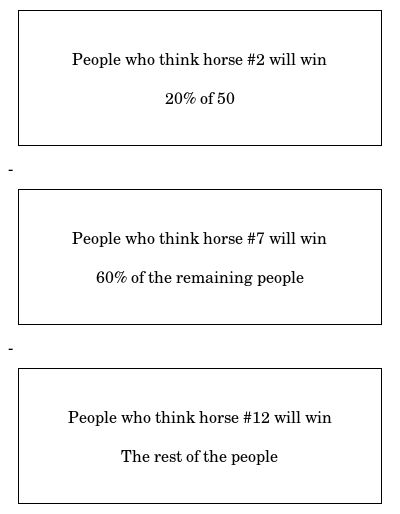 People who think horse #2 will win
20% of 50
-
People who think horse #7 will win
60% of the remaining people
-
People who think horse #12 will win
The rest of the people